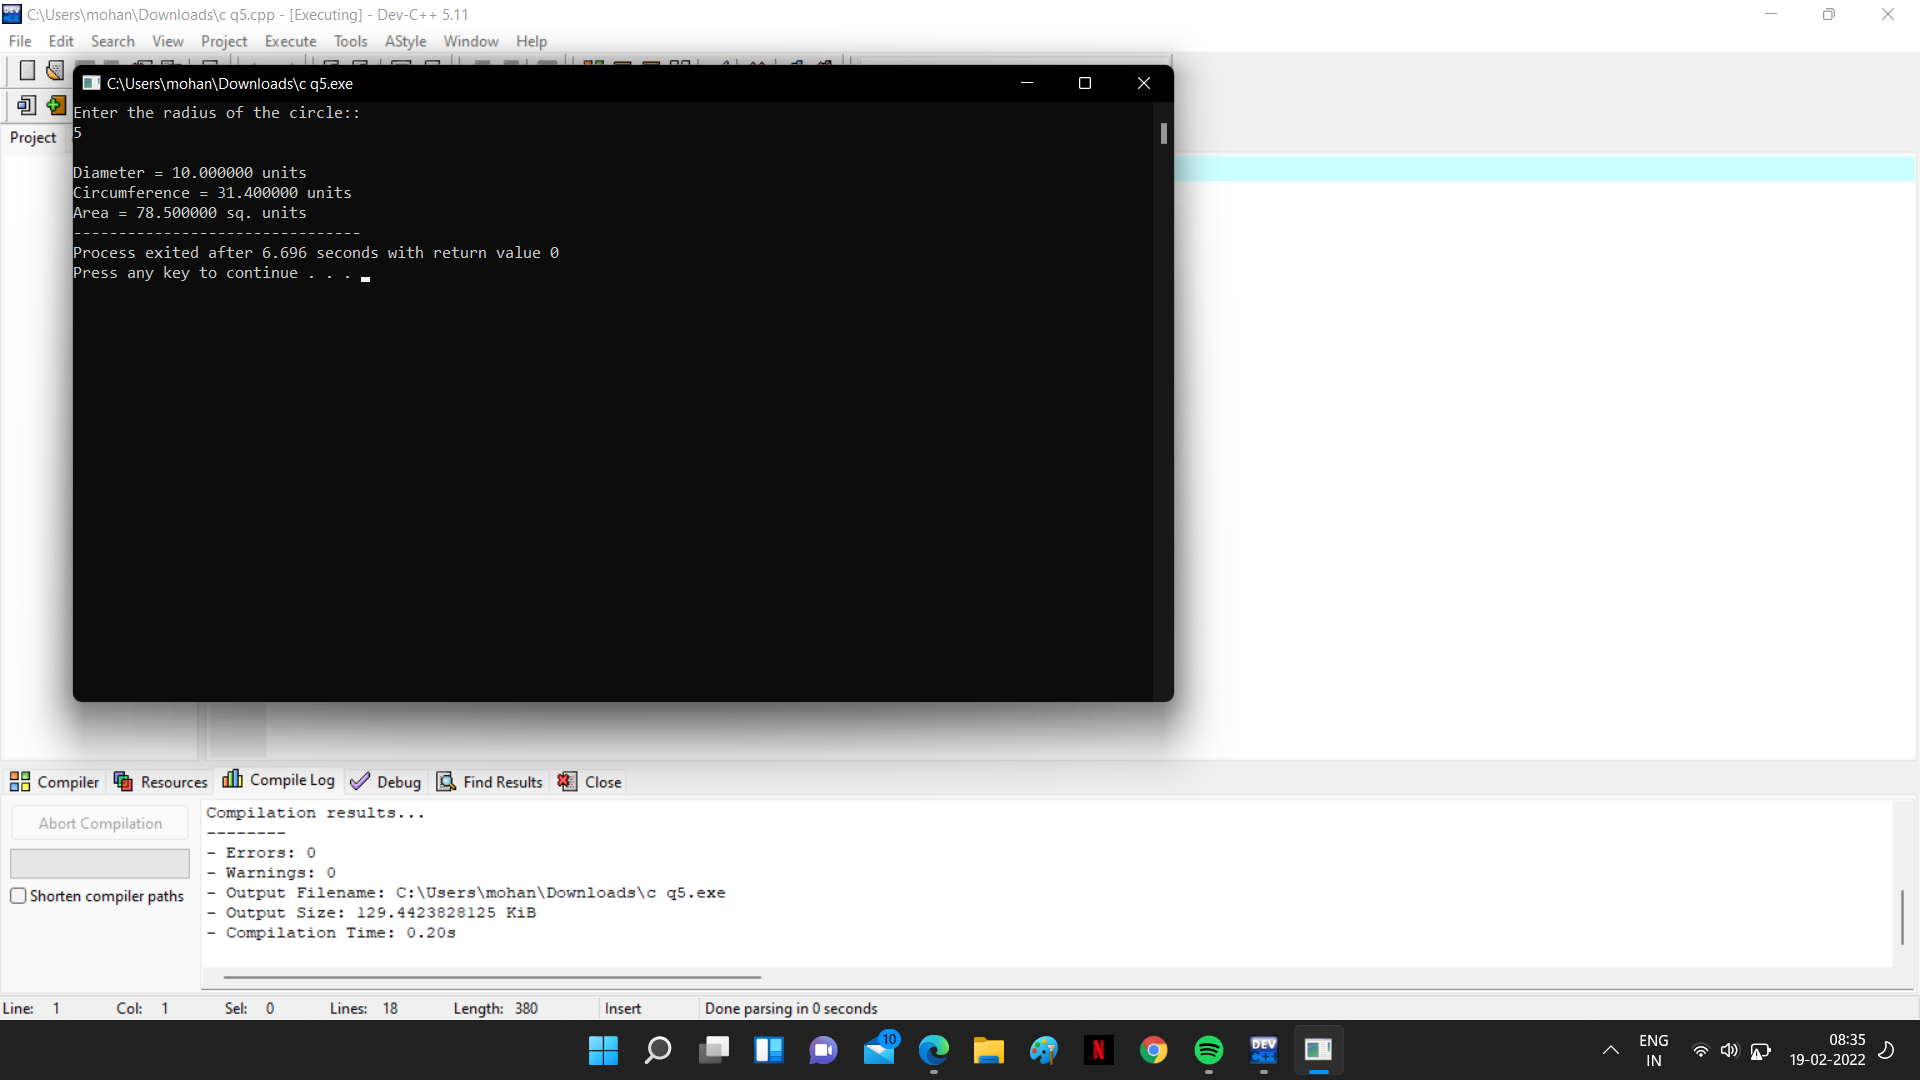 C:\Users\mohan\Downloads\c q5.cpp - [Executing] - Dev-C++ 5.11
File Edit Search View Project Execute Tools AStyle Window Help
C:\Users\mohan\Downloads\c q5.exe
Enter the radius of the circle::
5
Project
Diameter = 10.000000 units
Circumference = 31.400000 units
Area = 78.500000 sq. units
--------------------------------
Process exited after 6.696 seconds with return value 0
Press any key to continue . . .
Compiler Resources Compile Log Debug Find Results Close
Abort Compilation
Shorten compiler paths
Compilation results...
--------
- Errors: 0
- Warnings: 0
- Output Filename: C:\Users\mohan\Downloads\c q5.exe
- Output Size: 129.4423828125 KiB
- Compilation Time: 0.20s
Line: 1 Col: 1 Sel: 0 Lines: 18 Length: 380 Insert Done parsing in 0 seconds
10
N
DEV
C++
ENG
IN
08:35
19-02-2022